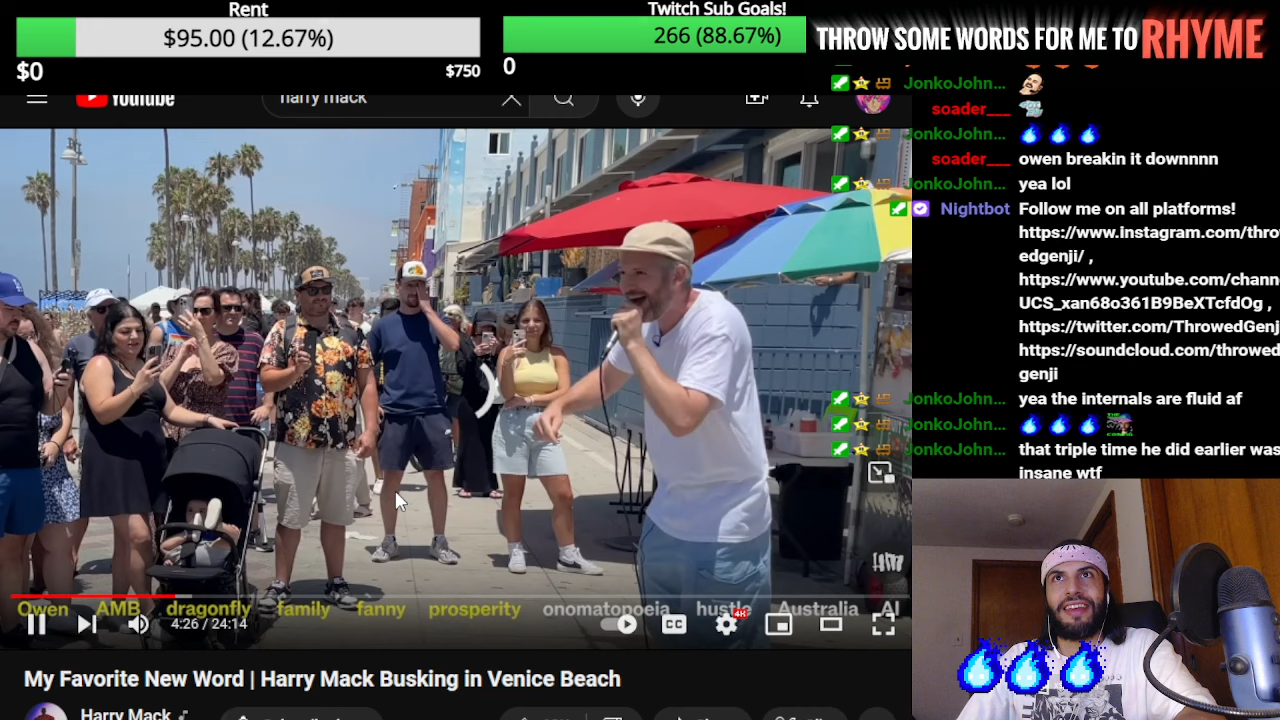 Rent
$95.00 (12.67%)
$0
$750
Twitch Sub Goals!
266 (88.67%)
0
THROW SOME WORDS FOR ME TO RHYME
YouTube
harry mack
JonkoJohn...
soader___
JonkoJohn...
soader___ owen breakin it downnnn
JonkoJohn... yea lol
Nightbot Follow me on all platforms!
https://www.instagram.com/throw
edgenji/ ,
https://www.youtube.com/chann
UCS_xan68o361B9BeXTcfdOg ,
https://twitter.com/ThrowedGenj
https://soundcloud.com/throwed
genji
JonkoJohn... yea the internals are fluid af
JonkoJohn...
JonkoJohn... that triple time he did earlier was
insane wtf
Owen AMB dragonfly family fanny prosperity onomatopoeia hustle Australia AI
4:26 / 24:14
CC
4K
My Favorite New Word | Harry Mack Busking in Venice Beach
Harry Mack